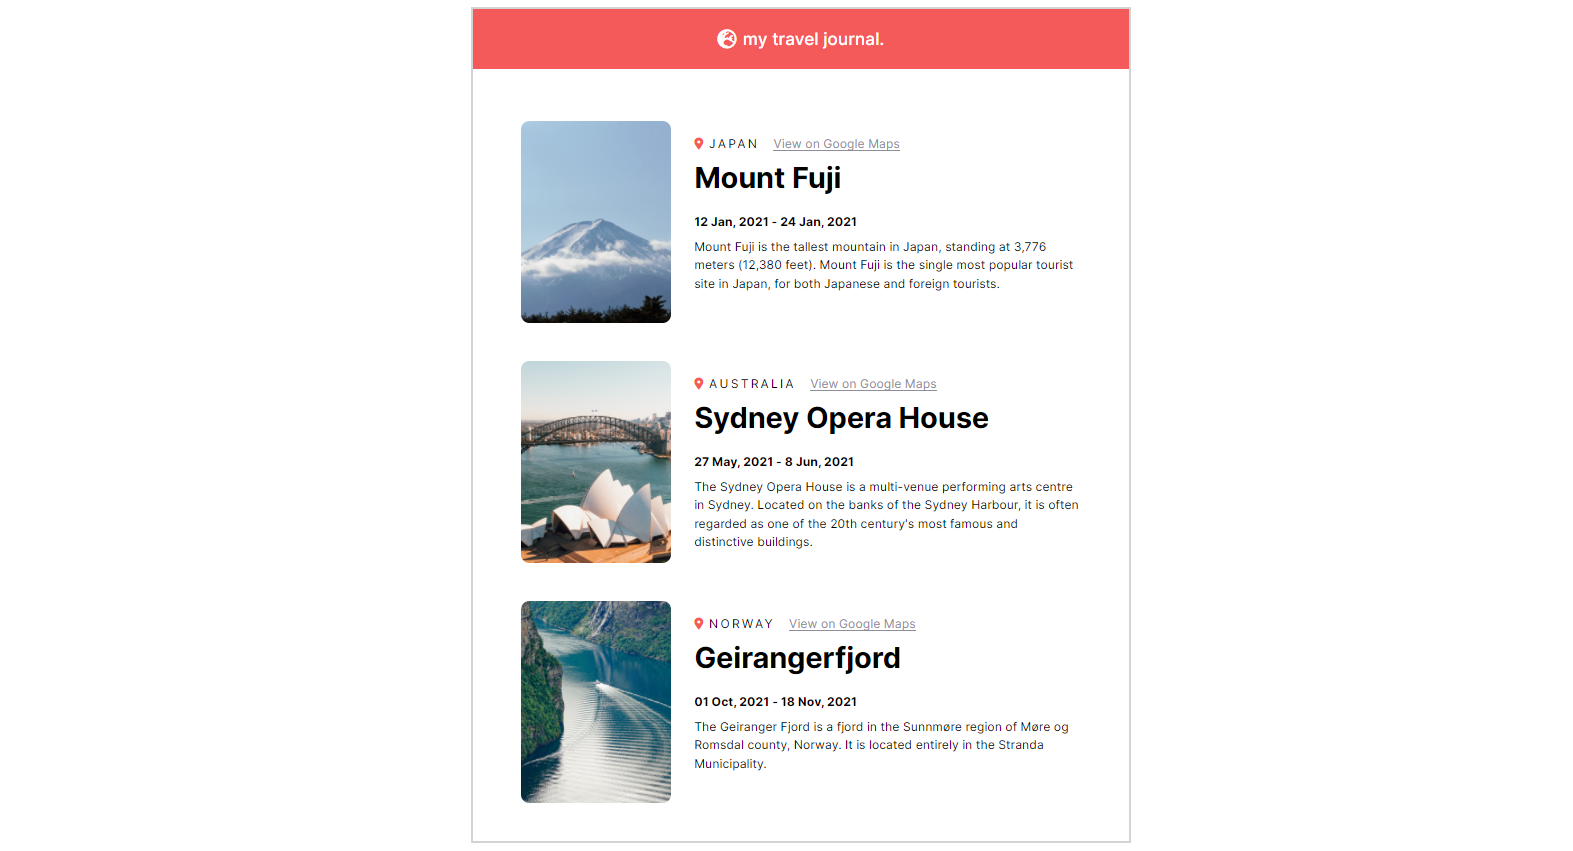 my travel journal.
JAPAN View on Google Maps
Mount Fuji
12 Jan, 2021 - 24 Jan, 2021
Mount Fuji is the tallest mountain in Japan, standing at 3,776
meters (12,380 feet). Mount Fuji is the single most popular tourist
site in Japan, for both Japanese and foreign tourists.
AUSTRALIA View on Google Maps
Sydney Opera House
27 May, 2021 - 8 Jun, 2021
The Sydney Opera House is a multi-venue performing arts centre
in Sydney. Located on the banks of the Sydney Harbour, it is often
regarded as one of the 20th century's most famous and
distinctive buildings.
NORWAY View on Google Maps
Geirangerfjord
01 Oct, 2021 - 18 Nov, 2021
The Geiranger Fjord is a fjord in the Sunnmøre region of Møre og
Romsdal county, Norway. It is located entirely in the Stranda
Municipality.